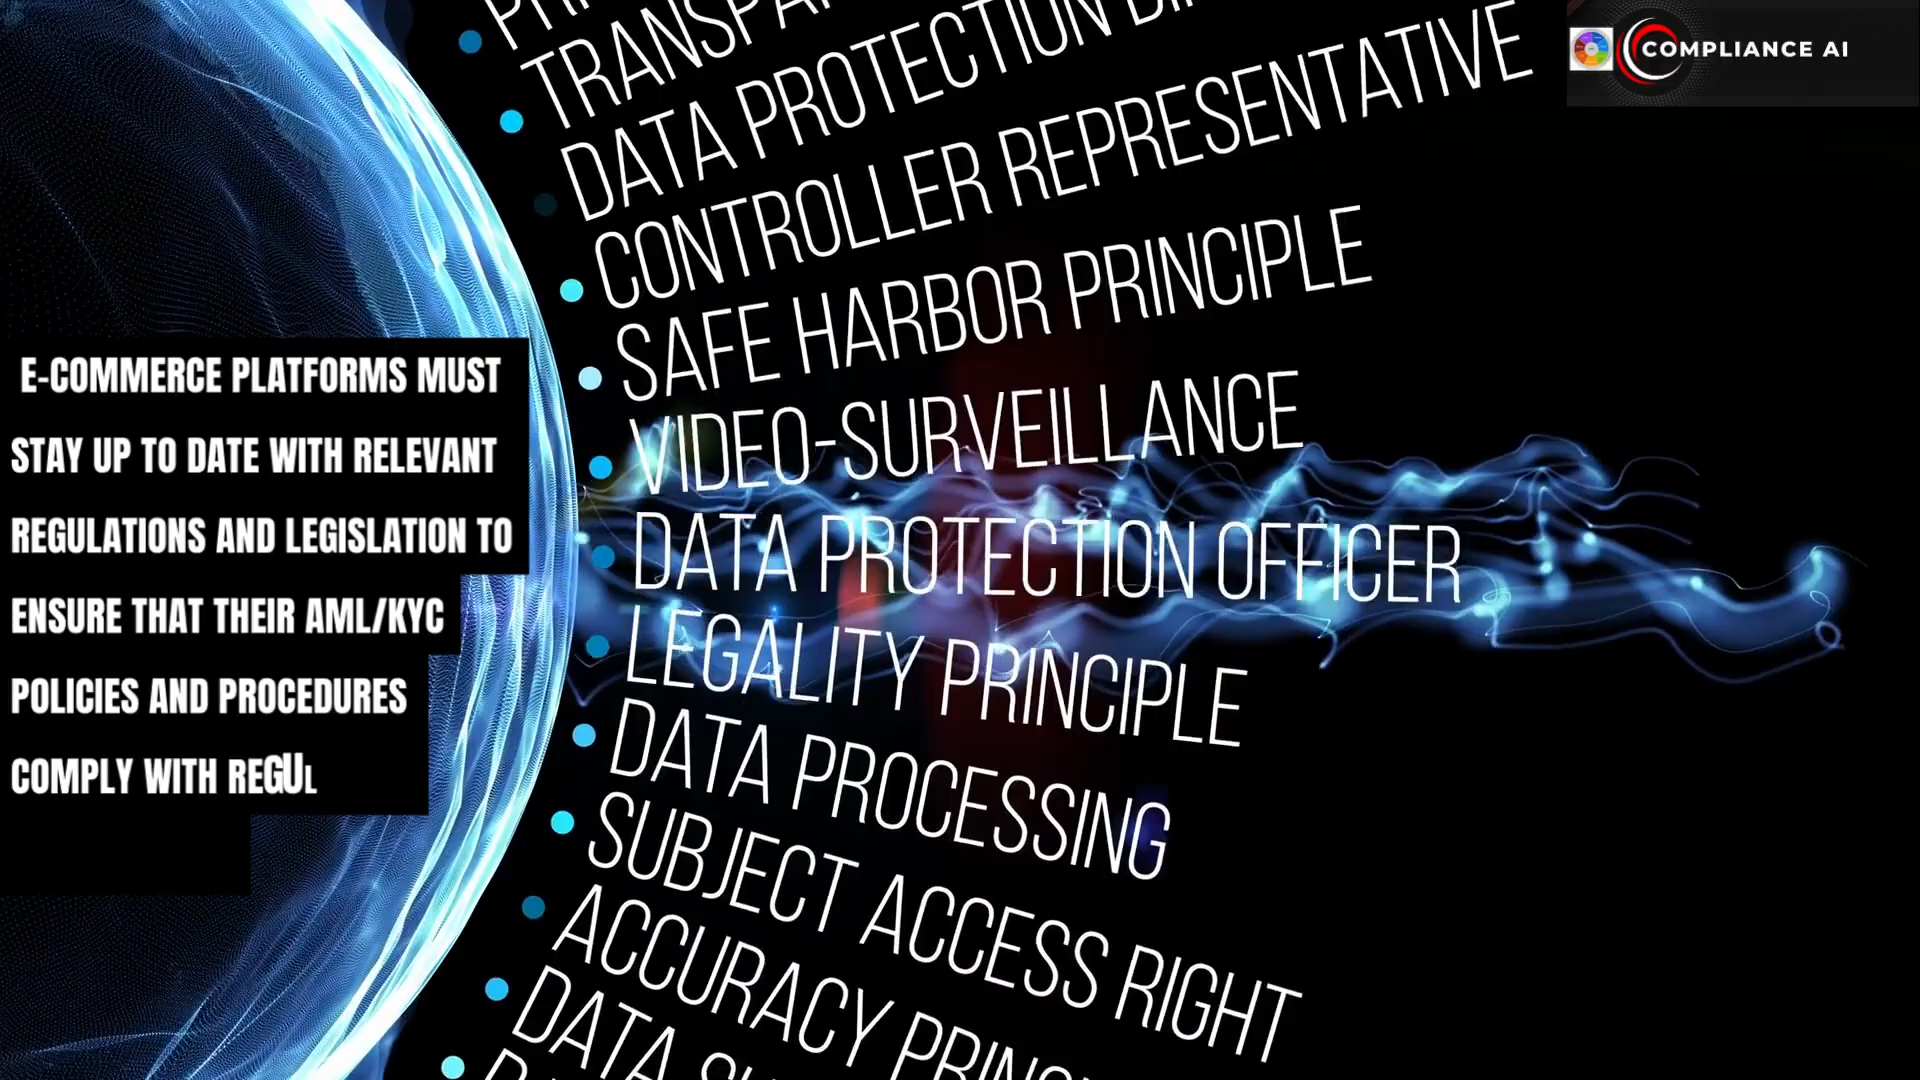 COMPLIANCE AI
E-COMMERCE PLATFORMS MUST
STAY UP TO DATE WITH RELEVANT
REGULATIONS AND LEGISLATION TO
ENSURE THAT THEIR AML/KYC
POLICIES AND PROCEDURES
COMPLY WITH REGUL
DATA PROTECTION
CONTROLLER REPRESENTATIVE
SAFE HARBOR PRINCIPLE
VIDEO-SURVEILLANCE
DATA PROTECTION OFFICER
LEGALITY PRINCIPLE
DATA PROCESSING
SUBJECT ACCESS RIGHT
ACCURACY
DATA